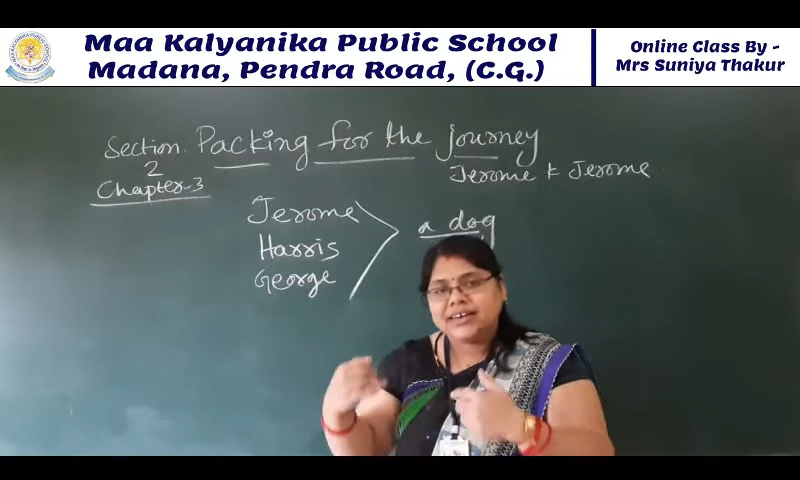 Maa Kalyanika Public School
Madana, Pendra Road, (C.G.)
Online Class By -
Mrs Suniya Thakur
Section 2 Packing for the journey
Chapter-3
Jerome K Jerome
Jerome
Harris
George
a dog